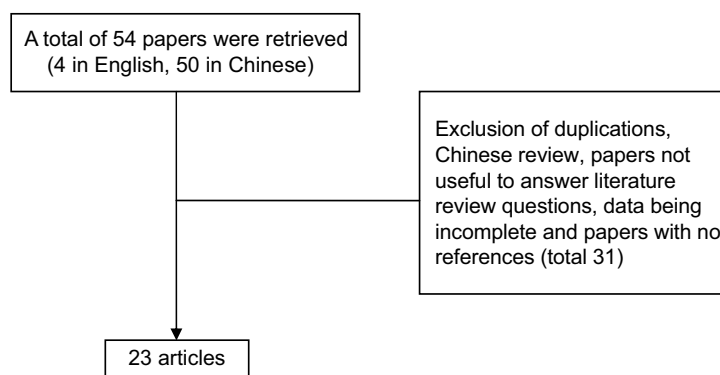 A total of 54 papers were retrieved
(4 in English, 50 in Chinese)
Exclusion of duplications,
Chinese review, papers not
useful to answer literature
review questions, data being
incomplete and papers with no
references (total 31)
23 articles